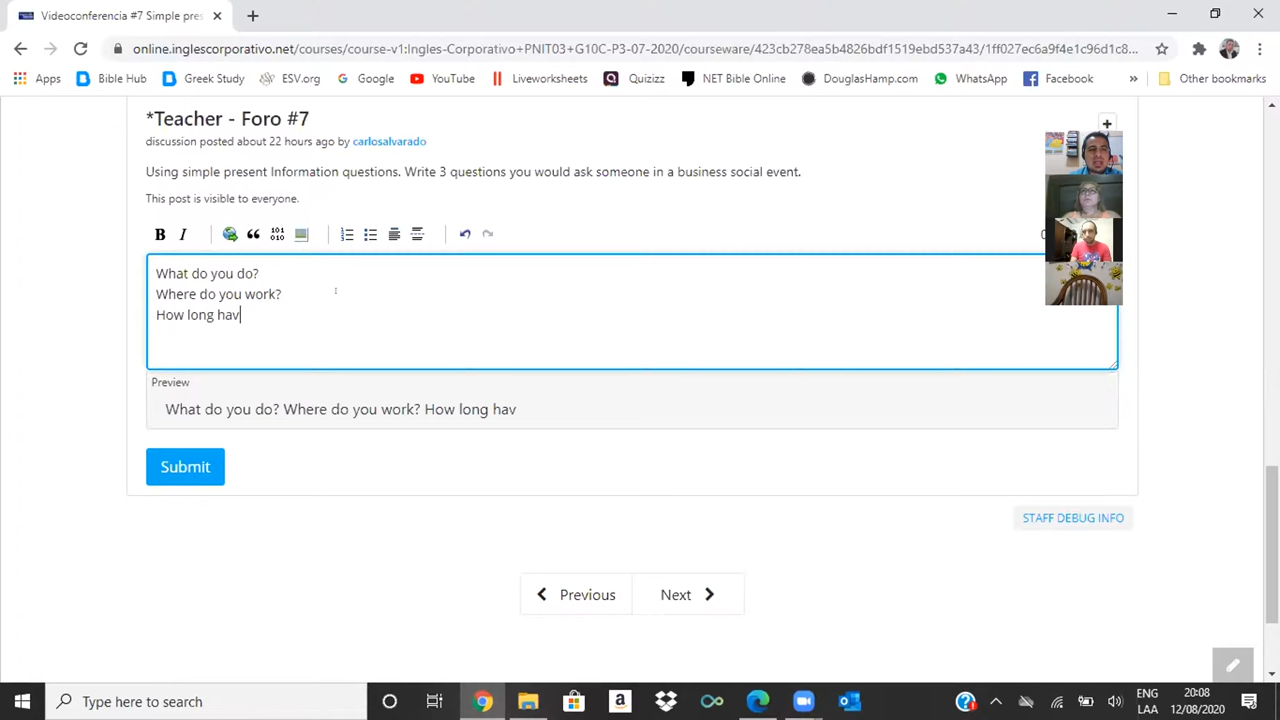 Videoconferencia #7 Simple pres
online.inglescorporativo.net/courses/course-v1:Ingles-Corporativo+PNIT03+G10C-P3-07-2020/courseware/423cb278ea5b4826bdf1519ebd537a43/1ff027ec6a9f4e1c96d1c8...
Apps Bible Hub Greek Study ESV.org Google YouTube Liveworksheets Quizizz NET Bible Online DouglasHamp.com WhatsApp Facebook » Other bookmarks
*Teacher - Foro #7
discussion posted about 22 hours ago by carlosalvarado
Using simple present Information questions. Write 3 questions you would ask someone in a business social event.
This post is visible to everyone.
What do you do?
Where do you work?
How long hav
Preview
What do you do? Where do you work? How long hav
Submit
STAFF DEBUG INFO
Previous Next
Type here to search
ENG 20:08
LAA 12/08/2020